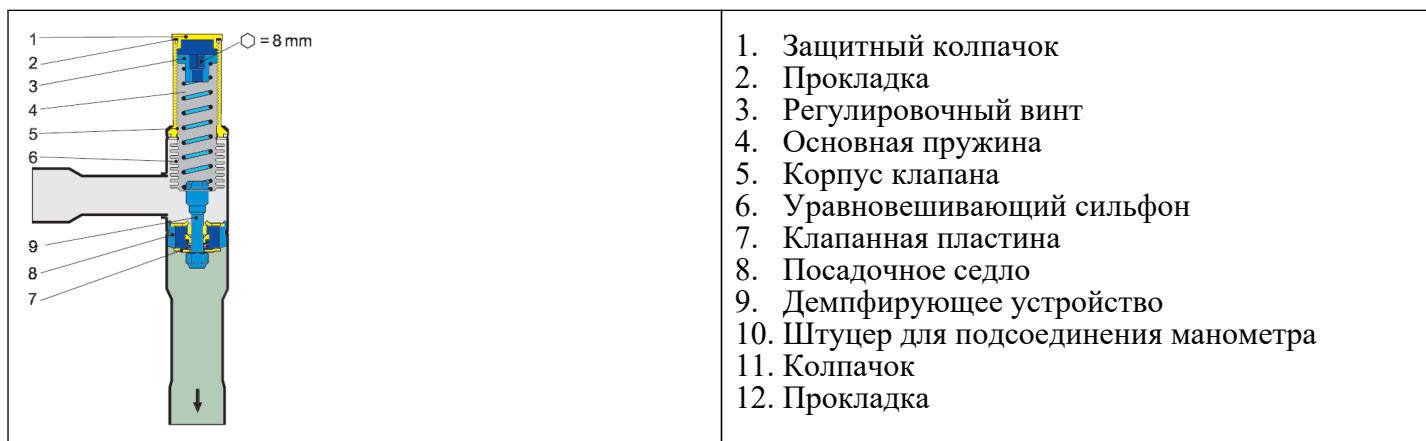 1
= 8 mm
2
3
4
5
6
9
8
7
1. Защитный колпачок
2. Прокладка
3. Регулировочный винт
4. Основная пружина
5. Корпус клапана
6. Уравновешивающий сильфон
7. Клапанная пластина
8. Посадочное седло
9. Демпфирующее устройство
10. Штуцер для подсоединения манометра
11. Колпачок
12. Прокладка